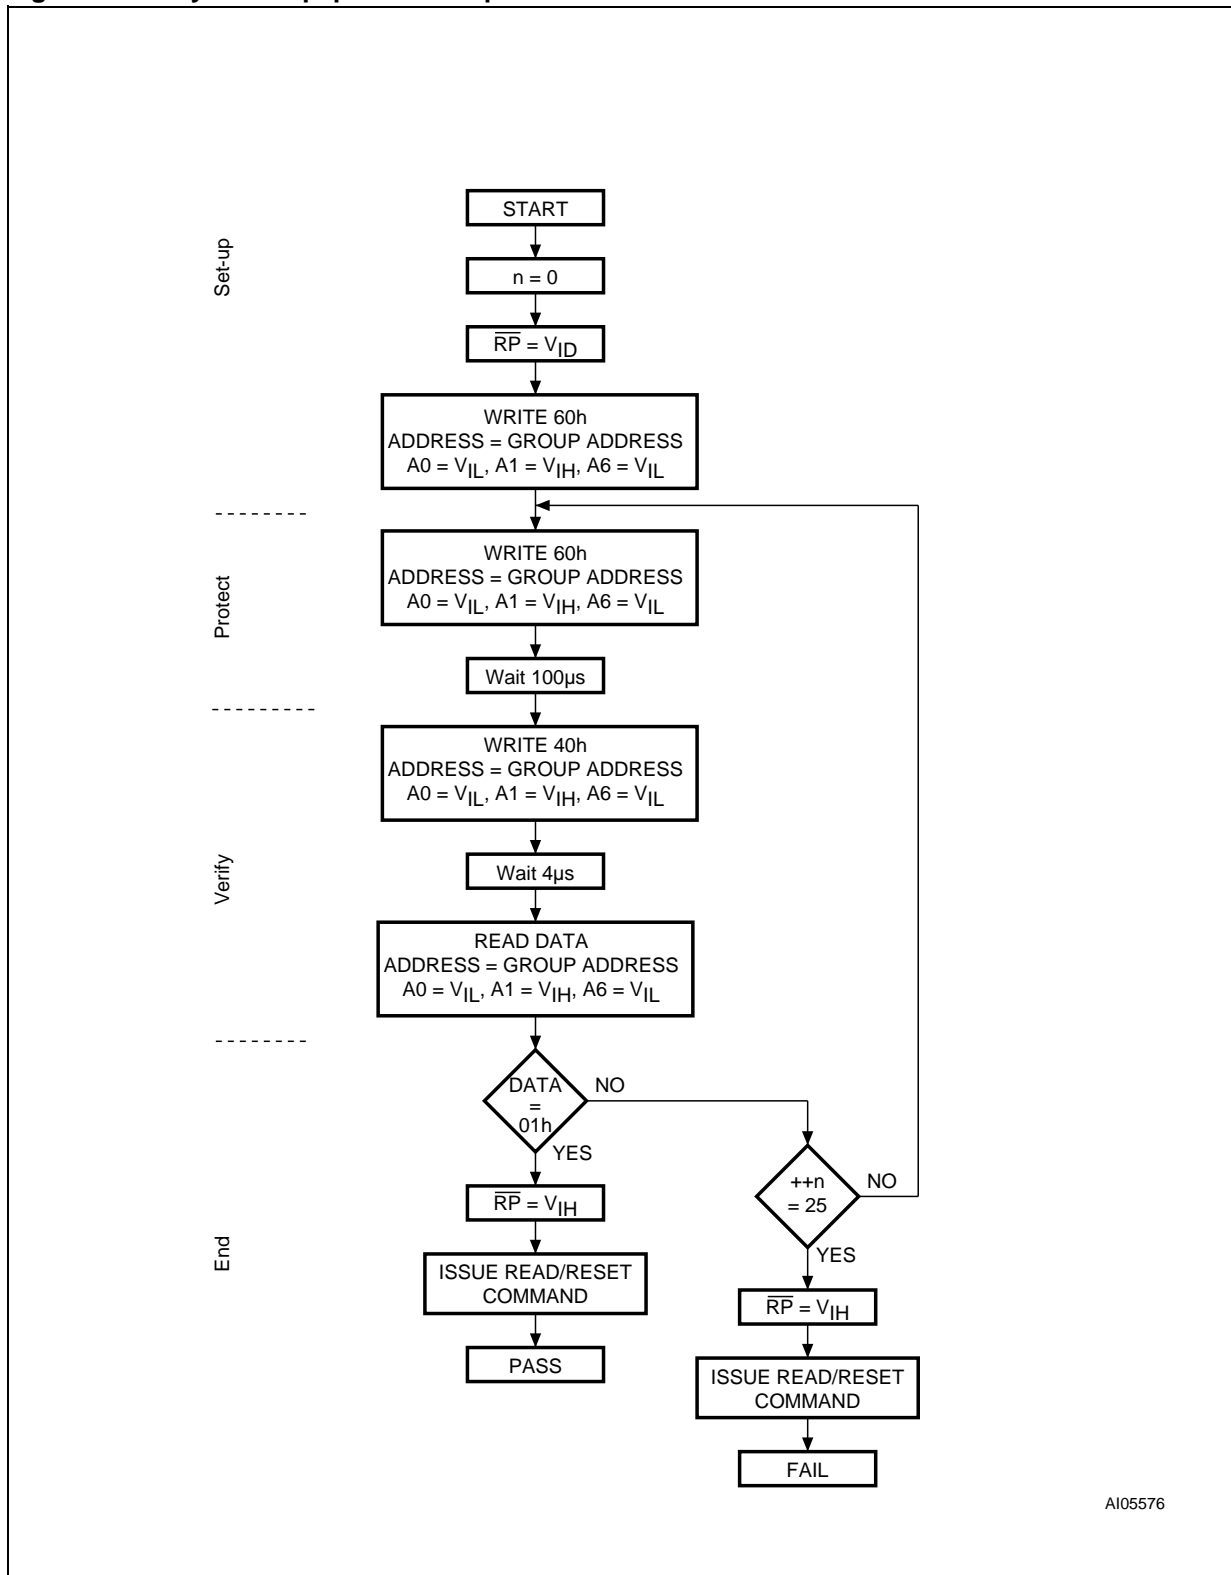 START
n = 0
RP = VID
WRITE 60h
ADDRESS = GROUP ADDRESS
A0 = VIL, A1 = VIH, A6 = VIL
Set-up
WRITE 60h
ADDRESS = GROUP ADDRESS
A0 = VIL, A1 = VIH, A6 = VIL
Wait 100µs
Protect
WRITE 40h
ADDRESS = GROUP ADDRESS
A0 = VIL, A1 = VIH, A6 = VIL
Wait 4µs
READ DATA
ADDRESS = GROUP ADDRESS
A0 = VIL, A1 = VIH, A6 = VIL
Verify
DATA
=
01h
NO
YES
++n
= 25
NO
YES
RP = VIH
ISSUE READ/RESET
COMMAND
PASS
RP = VIH
ISSUE READ/RESET
COMMAND
FAIL
End
AI05576